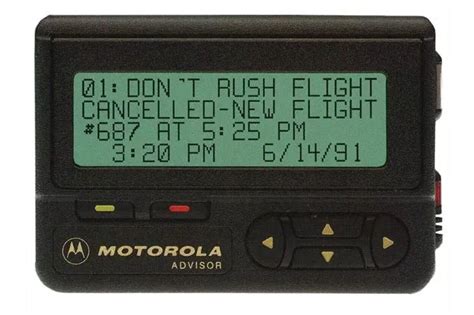 01: DON'T RUSH FLIGHT
CANCELLED-NEW FLIGHT
#687 AT 5:25 PM
3:20 PM 6/14/91
MOTOROLA
ADVISOR